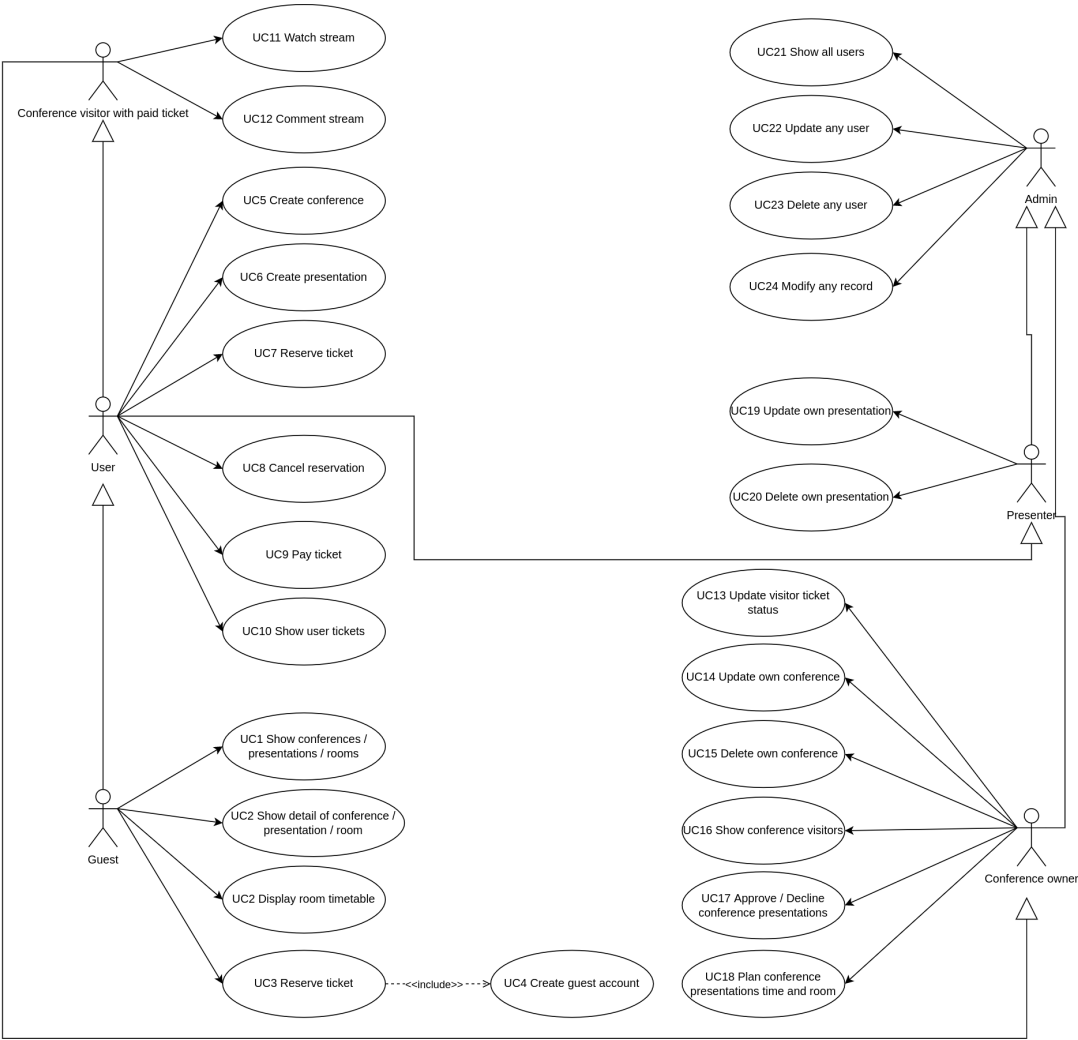 UC11 Watch stream
Conference visitor with paid ticket
UC12 Comment stream
UC5 Create conference
UC6 Create presentation
UC7 Reserve ticket
User
UC8 Cancel reservation
UC9 Pay ticket
UC10 Show user tickets
UC1 Show conferences /
presentations / rooms
UC2 Show detail of conference /
presentation / room
Guest
UC2 Display room timetable
UC3 Reserve ticket
<<include>>
UC4 Create guest account
UC21 Show all users
UC22 Update any user
UC23 Delete any user
UC24 Modify any record
Admin
UC19 Update own presentation
UC20 Delete own presentation
Presenter
UC13 Update visitor ticket
status
UC14 Update own conference
UC15 Delete own conference
UC16 Show conference visitors
UC17 Approve / Decline
conference presentations
UC18 Plan conference
presentations time and room
Conference owner